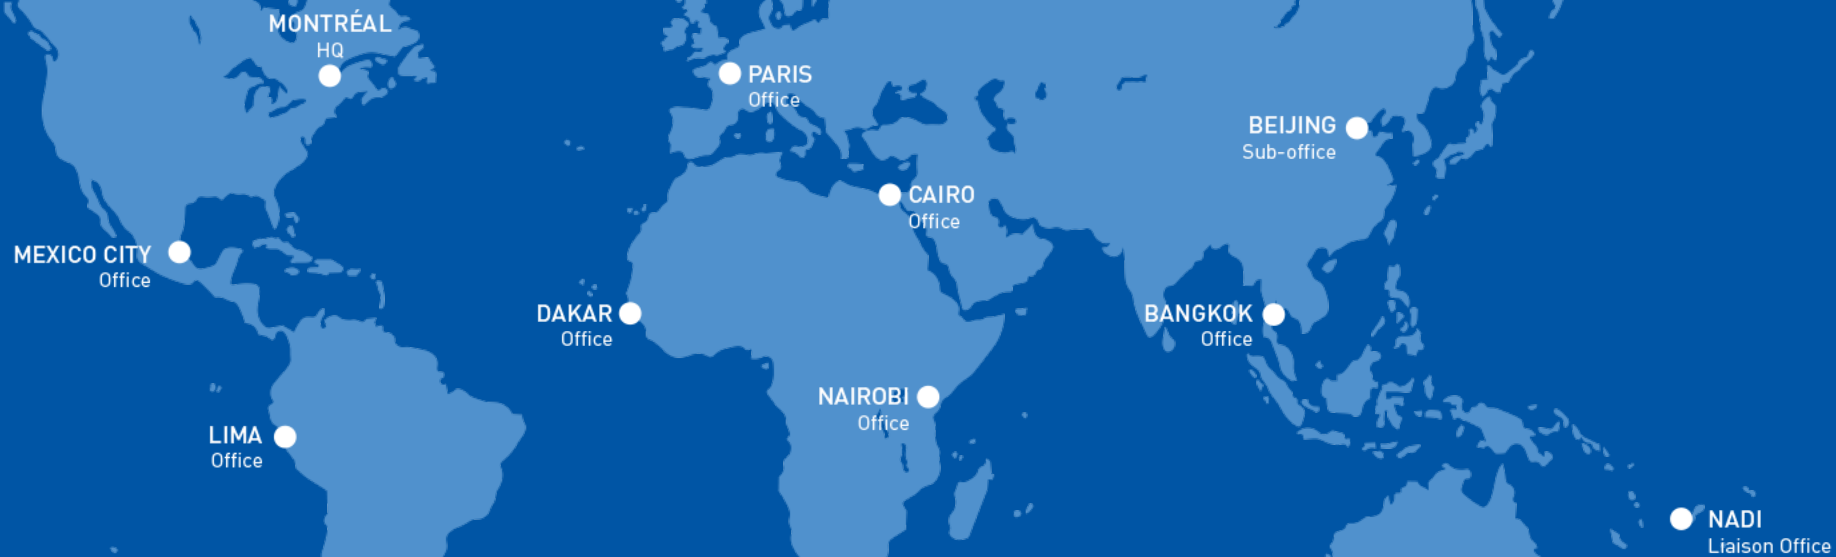 MONTRÉAL
HQ
PARIS
Office
BEIJING
Sub-office
CAIRO
Office
MEXICO CITY
Office
DAKAR
Office
BANGKOK
Office
NAIROBI
Office
LIMA
Office
NADI
Liaison Office